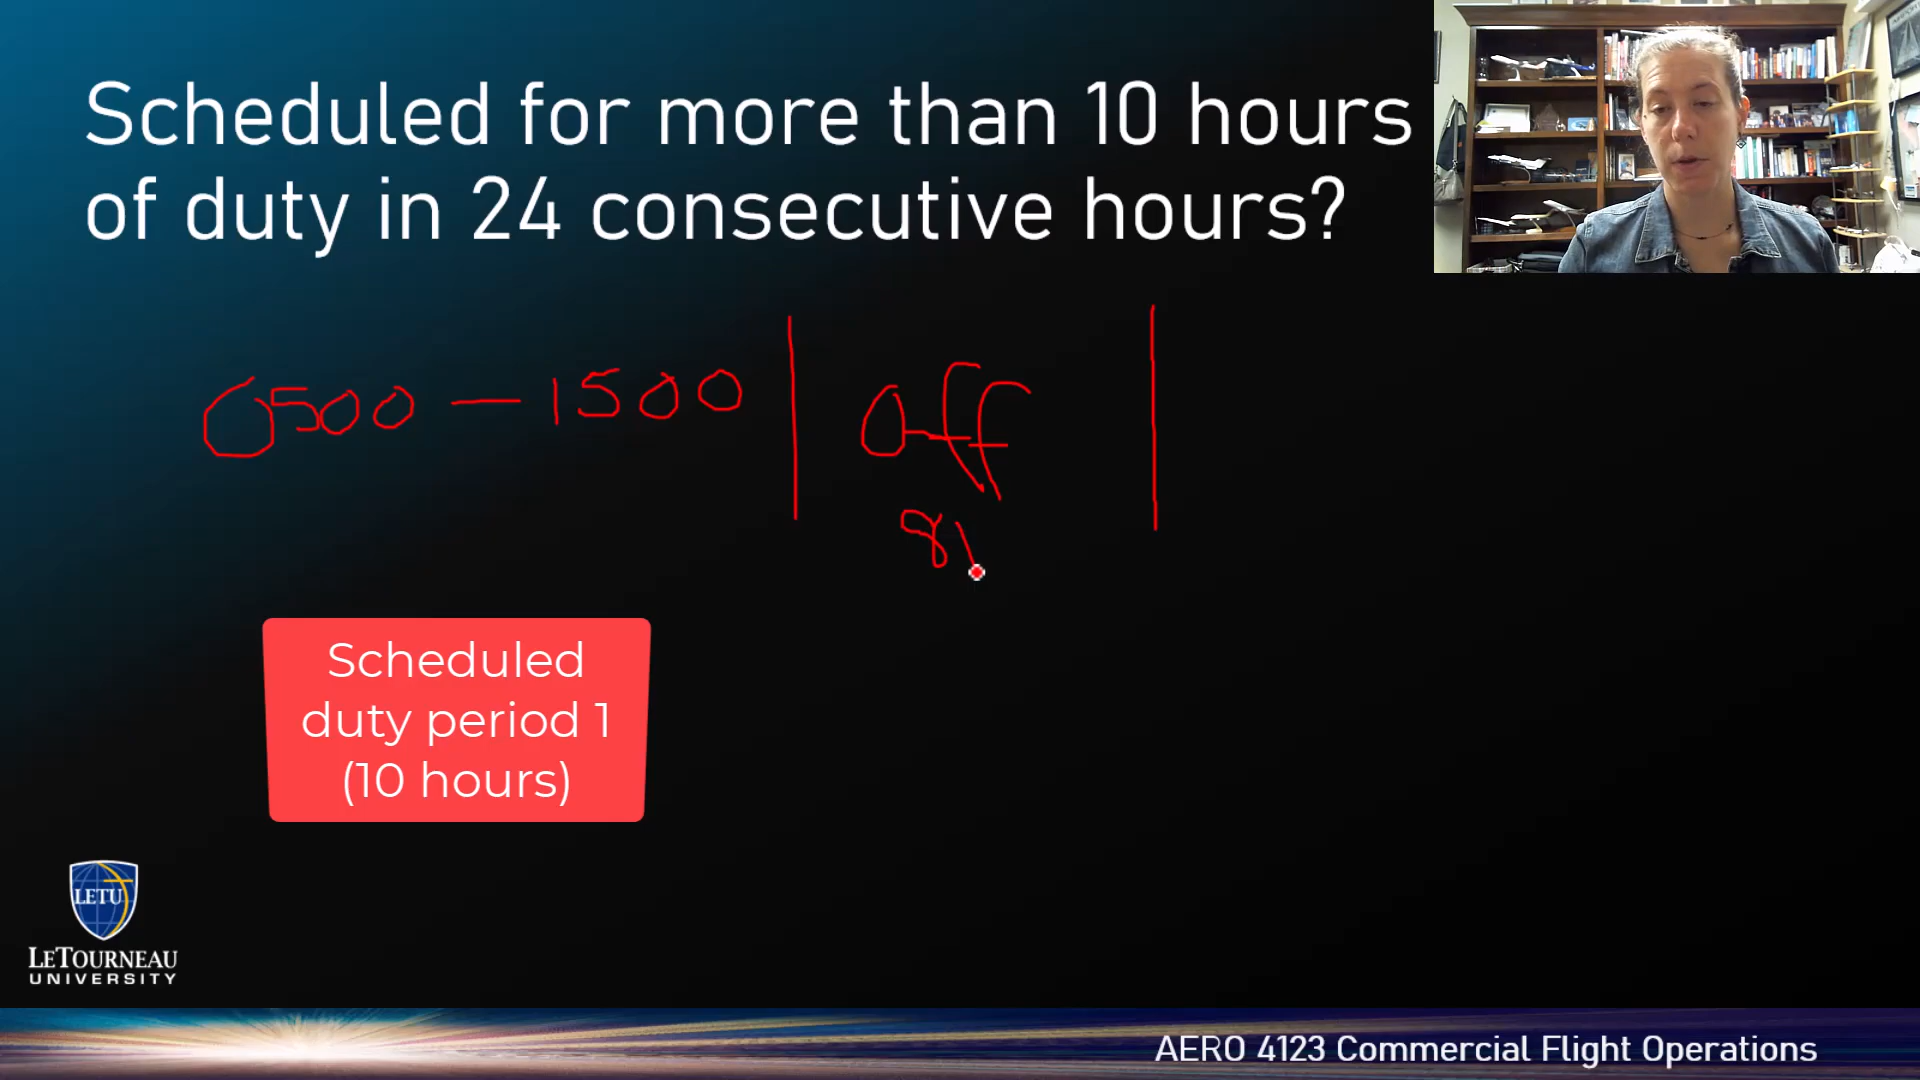 Scheduled for more than 10 hours
of duty in 24 consecutive hours?
0500 — 1500 | off |
8
Scheduled
duty period 1
(10 hours)
LETU
LETOURNEAU
UNIVERSITY
AERO 4123 Commercial Flight Operations